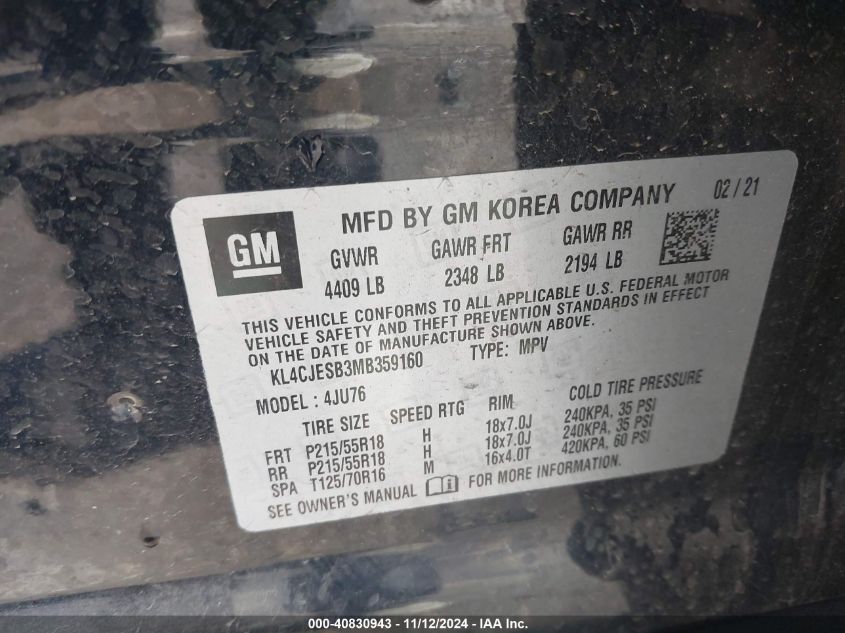 GM
MFD BY GM KOREA COMPANY 02 / 21
GVWR GAWR FRT GAWR RR
4409 LB 2348 LB 2194 LB
THIS VEHICLE CONFORMS TO ALL APPLICABLE U.S. FEDERAL MOTOR
VEHICLE SAFETY AND THEFT PREVENTION STANDARDS IN EFFECT
ON THE DATE OF MANUFACTURE SHOWN ABOVE.
KL4CJESB3MB359160 TYPE: MPV
MODEL : 4JU76
TIRE SIZE SPEED RTG RIM COLD TIRE PRESSURE
FRT P215/55R18 H 18x7.0J 240KPA, 35 PSI
RR P215/55R18 H 18x7.0J 240KPA, 35 PSI
SPA T125/70R16 M 16x4.0T 420KPA, 60 PSI
SEE OWNER'S MANUAL FOR MORE INFORMATION.
000-40830943 - 11/12/2024 - IAA Inc.